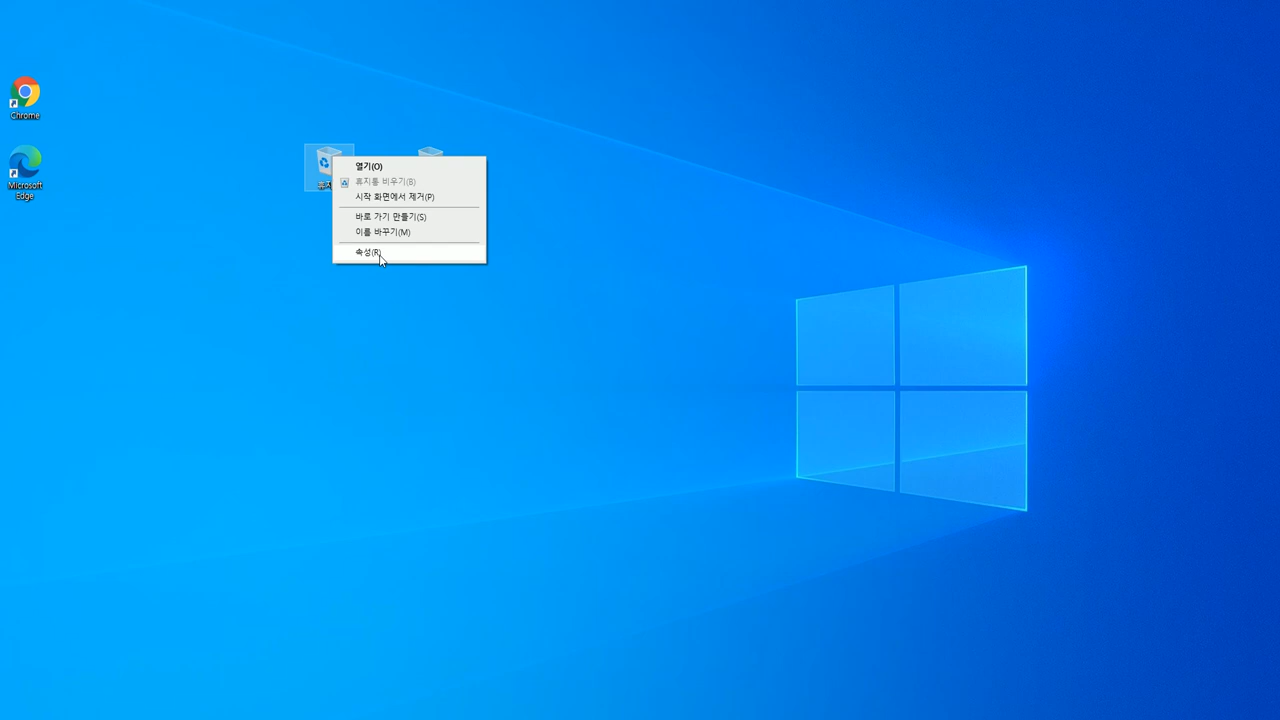 Chrome
Microsoft
Edge
열기(O)
휴지통 비우기(B)
시작 화면에서 제거(P)
바로 가기 만들기(S)
이름 바꾸기(M)
속성(R)